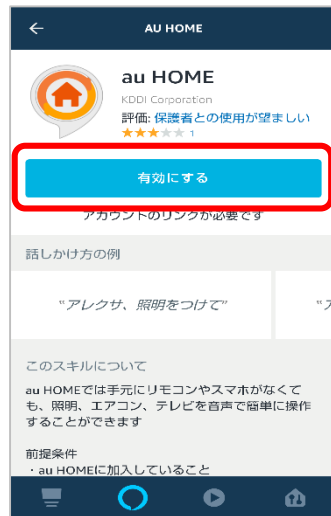 AU HOME
au HOME
KDDI Corporation
評価: 保護者との使用が望ましい
1
有効にする
アカウントのリンクが必要です
話しかけ方の例
"アレクサ、照明をつけて"
"ア
このスキルについて
au HOMEでは手元にリモコンやスマホがなくて
も、照明、エアコン、テレビを音声で簡単に操作
することができます
前提条件
・au HOMEに加入していること